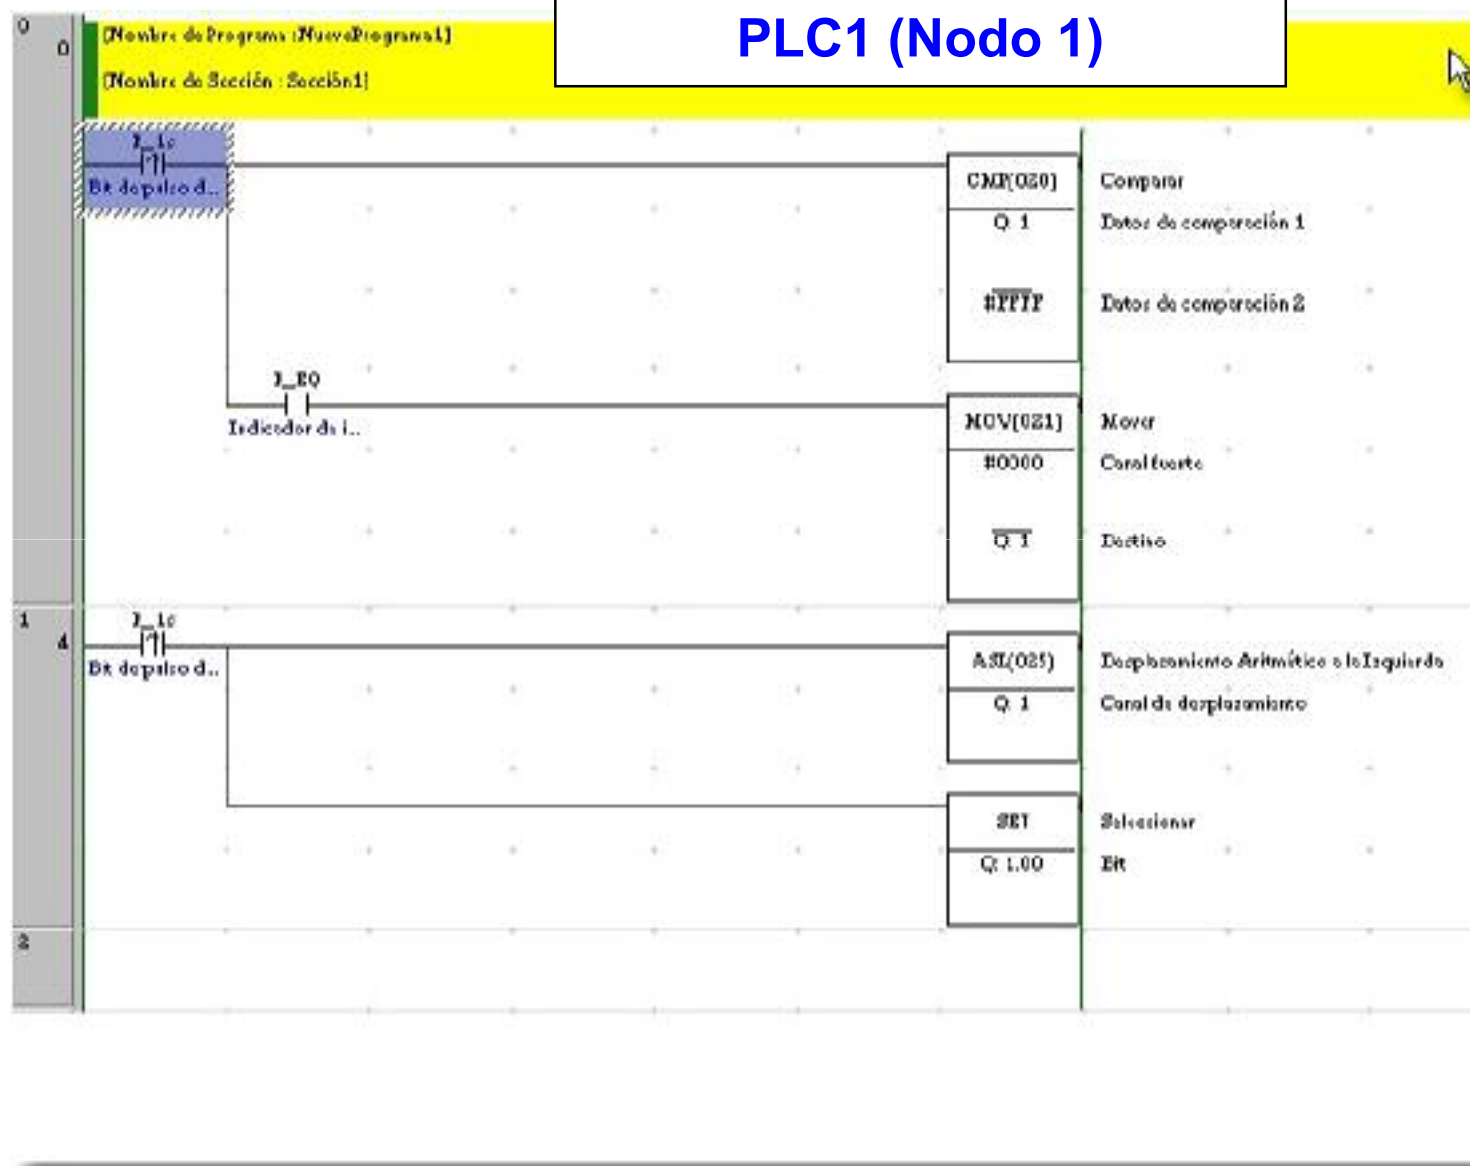 PLC1 (Nodo 1)
0
0
[Nombre de Programa :NuevoPrograma1]
[Nombre de Sección : Sección1]
P_1s
Bit de pulso d...
CMP(020)
Comparar
Q: 1
Datos de comparación 1
#FFFF
Datos de comparación 2
P_EQ
Indicador de i...
MOV(021)
Mover
#0000
Canal fuente
Q: 1
Destino
1
4
P_1s
Bit de pulso d...
ASL(025)
Desplazamiento Aritmético a la Izquierda
Q: 1
Canal de desplazamiento
SET
Seleccionar
Q: 1.00
Bit
2